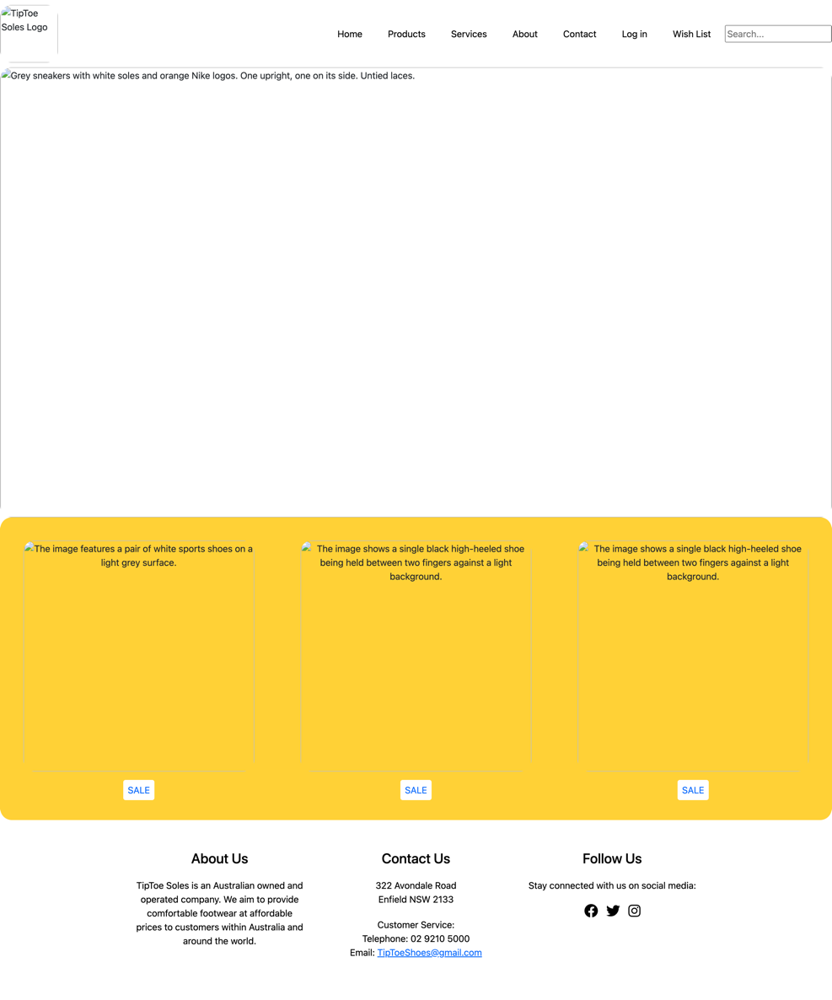 TipToe
Soles Logo
Home Products Services About Contact Log in Wish List Search...
Grey sneakers with white soles and orange Nike logos. One upright, one on its side. Untied laces.
The image features a pair of white sports shoes on a
light grey surface.
The image shows a single black high-heeled shoe
being held between two fingers against a light
background.
The image shows a single black high-heeled shoe
being held between two fingers against a light
background.
SALE SALE SALE
About Us
TipToe Soles is an Australian owned and
operated company. We aim to provide
comfortable footwear at affordable
prices to customers within Australia and
around the world.
Contact Us
322 Avondale Road
Enfield NSW 2133
Customer Service:
Telephone: 02 9210 5000
Email: TipToeShoes@gmail.com
Follow Us
Stay connected with us on social media: